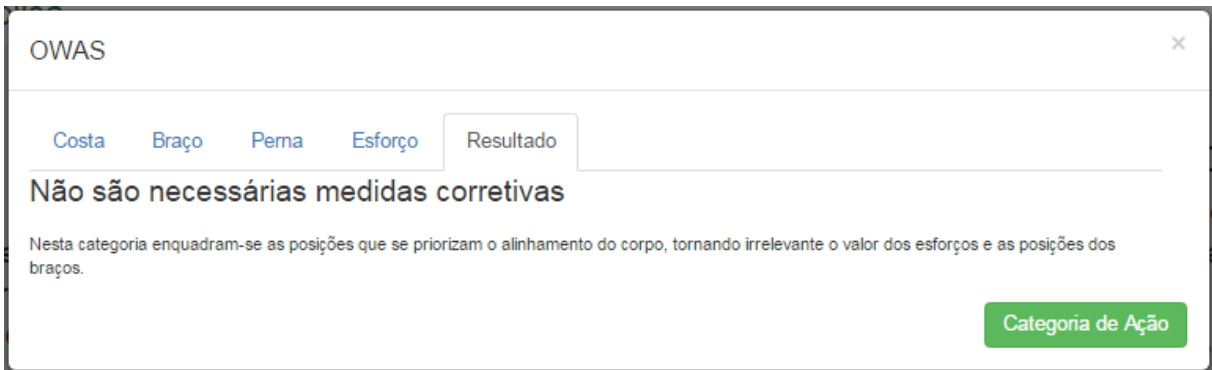 OWAS
×
Costa Braço Perna Esforço Resultado
Não são necessárias medidas corretivas
Nesta categoria enquadram-se as posições que se priorizam o alinhamento do corpo, tornando irrelevante o valor dos esforços e as posições dos
braços.
Categoria de Ação